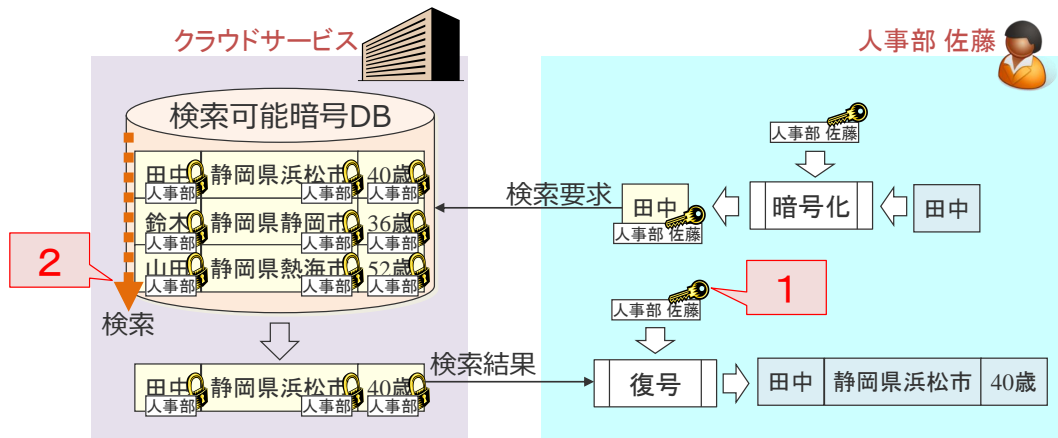 クラウドサービス
人事部 佐藤
検索可能暗号DB
田中 静岡県浜松市 40歳
人事部 人事部 人事部
鈴木 静岡県静岡市 36歳
人事部 人事部 人事部
山田 静岡県熱海市 52歳
人事部 人事部 人事部
2
検索
人事部 佐藤
検索要求
田中
人事部 佐藤
暗号化
田中
人事部 佐藤
1
田中 静岡県浜松市 40歳
人事部 人事部 人事部
検索結果
復号
田中 静岡県浜松市 40歳